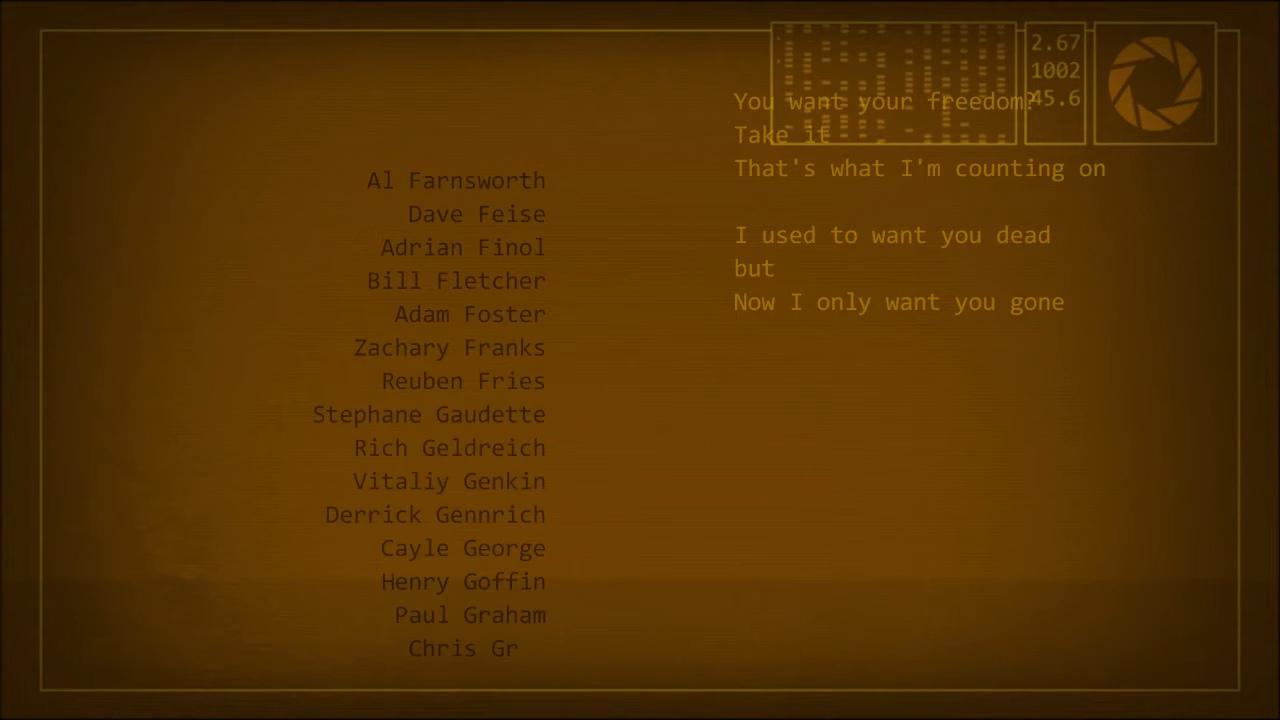 2.67
1002
45.6
You want your freedom?
Take it
That's what I'm counting on
I used to want you dead
but
Now I only want you gone
Al Farnsworth
Dave Feise
Adrian Finol
Bill Fletcher
Adam Foster
Zachary Franks
Reuben Fries
Stephane Gaudette
Rich Geldreich
Vitaliy Genkin
Derrick Gennrich
Cayle George
Henry Goffin
Paul Graham
Chris Gr